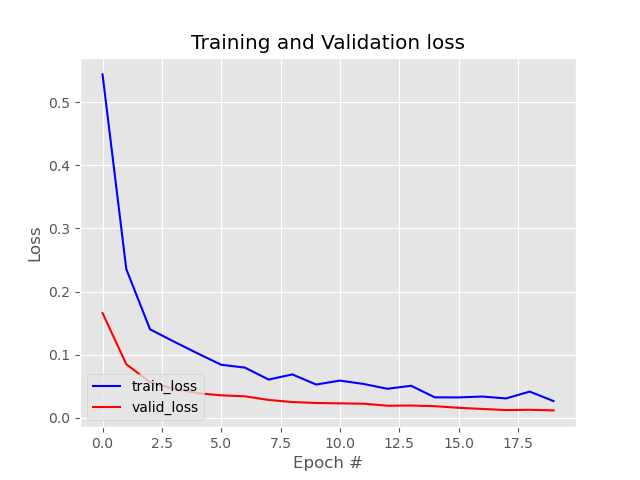 Training and Validation loss
Loss
0.5
0.4
0.3
0.2
0.1
0.0
train_loss
valid_loss
0.0 2.5 5.0 7.5 10.0 12.5 15.0 17.5
Epoch #